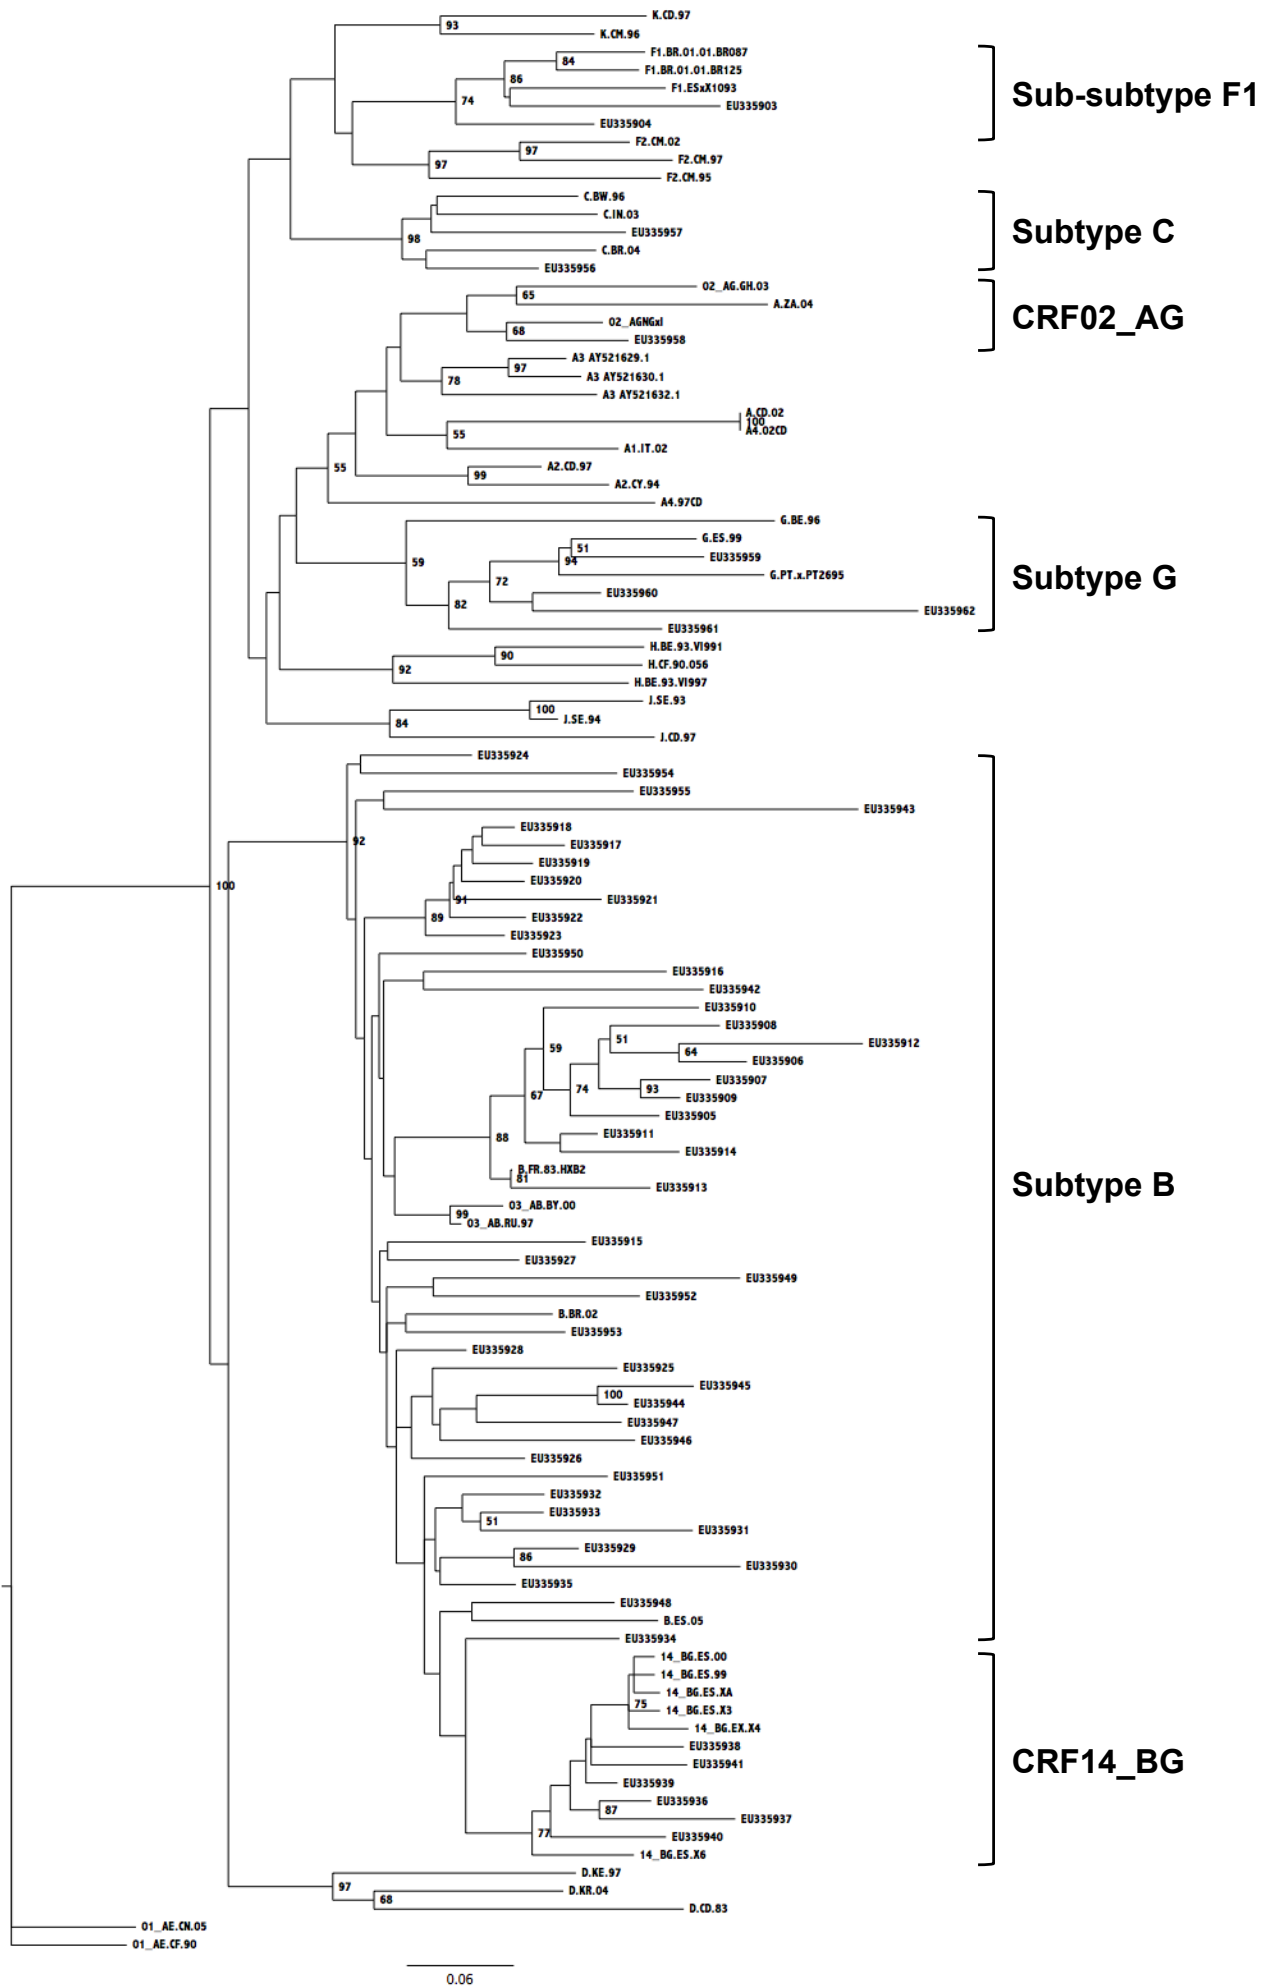 K.CD.97
93
K.CM.96
F1.BR.01.01.BR087
84
F1.BR.01.01.BR125
86
F1.ESxX1093
Sub-subtype F1
74
EU335903
EU335904
F2.CM.02
97
F2.CM.97
97
F2.CM.95
C.BW.96
C.IN.03
EU335957
Subtype C
98
C.BR.04
EU335956
02_AG.GH.03
65
A.ZA.04
CRF02_AG
02_AGNGxI
68
EU335958
A3 AY521629.1
97
A3 AY521630.1
78
A3 AY521632.1
A.CD.02
100
A4.02CD
55
A1.IT.02
A2.CD.97
55
99
A2.CY.94
A4.97CD
G.BE.96
G.ES.99
51
EU335959
59
94
G.PT.x.PT2695
Subtype G
72
EU335960
82
EU335962
EU335961
H.BE.93.VI991
90
H.CF.90.056
92
H.BE.93.VI997
J.SE.93
100
J.SE.94
84
J.CD.97
EU335924
EU335954
EU335955
EU335943
EU335918
92
EU335917
EU335919
EU335920
100
91
EU335921
89
EU335922
EU335923
EU335950
EU335916
EU335942
EU335910
EU335908
51
EU335912
59
64
EU335906
EU335907
74
93
67
EU335909
EU335905
EU335911
88
EU335914
B.FR.83.HXB2
81
Subtype B
EU335913
03_AB.BY.00
99
03_AB.RU.97
EU335915
EU335927
EU335949
EU335952
B.BR.02
EU335953
EU335928
EU335925
EU335945
100
EU335944
EU335947
EU335946
EU335926
EU335951
EU335932
EU335933
51
EU335931
EU335929
86
EU335930
EU335935
EU335948
B.ES.05
EU335934
14_BG.ES.00
14_BG.ES.99
14_BG.ES.XA
75
14_BG.ES.X3
14_BG.EX.X4
EU335938
CRF14_BG
EU335941
EU335939
EU335936
87
EU335937
77
EU335940
14_BG.ES.X6
D.KE.97
97
D.KR.04
68
D.CD.83
01_AE.CN.05
01_AE.CF.90
0.06